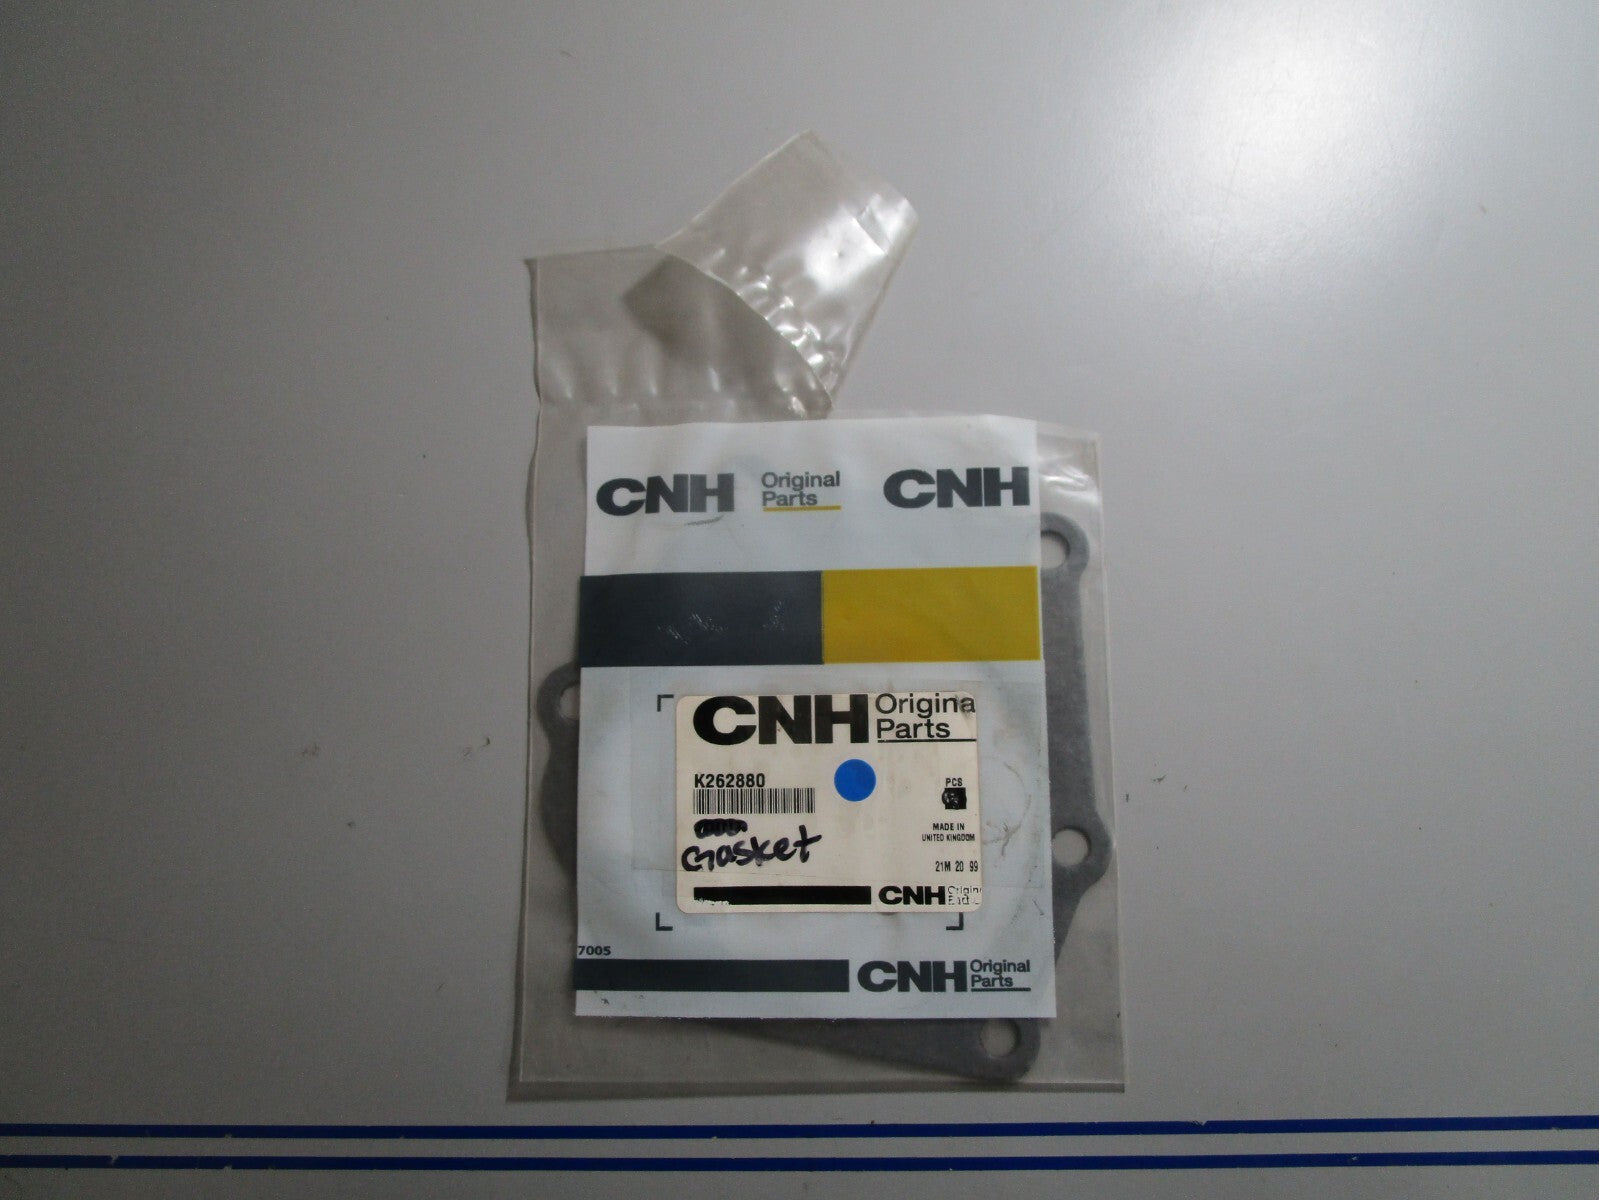 CNH Original CNH
Parts
CNH Origina
Parts
K262880
PCS
Gasket
MADE IN
UNITED KINGDOM
21M 20 99
CNH
7005
CNH Original
Parts